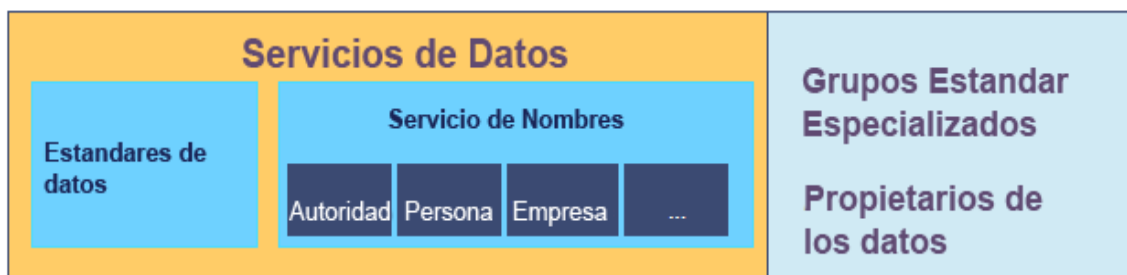 Servicios de Datos
Estandares de
datos
Servicio de Nombres
Autoridad Persona Empresa ...
Grupos Estandar
Especializados
Propietarios de
los datos